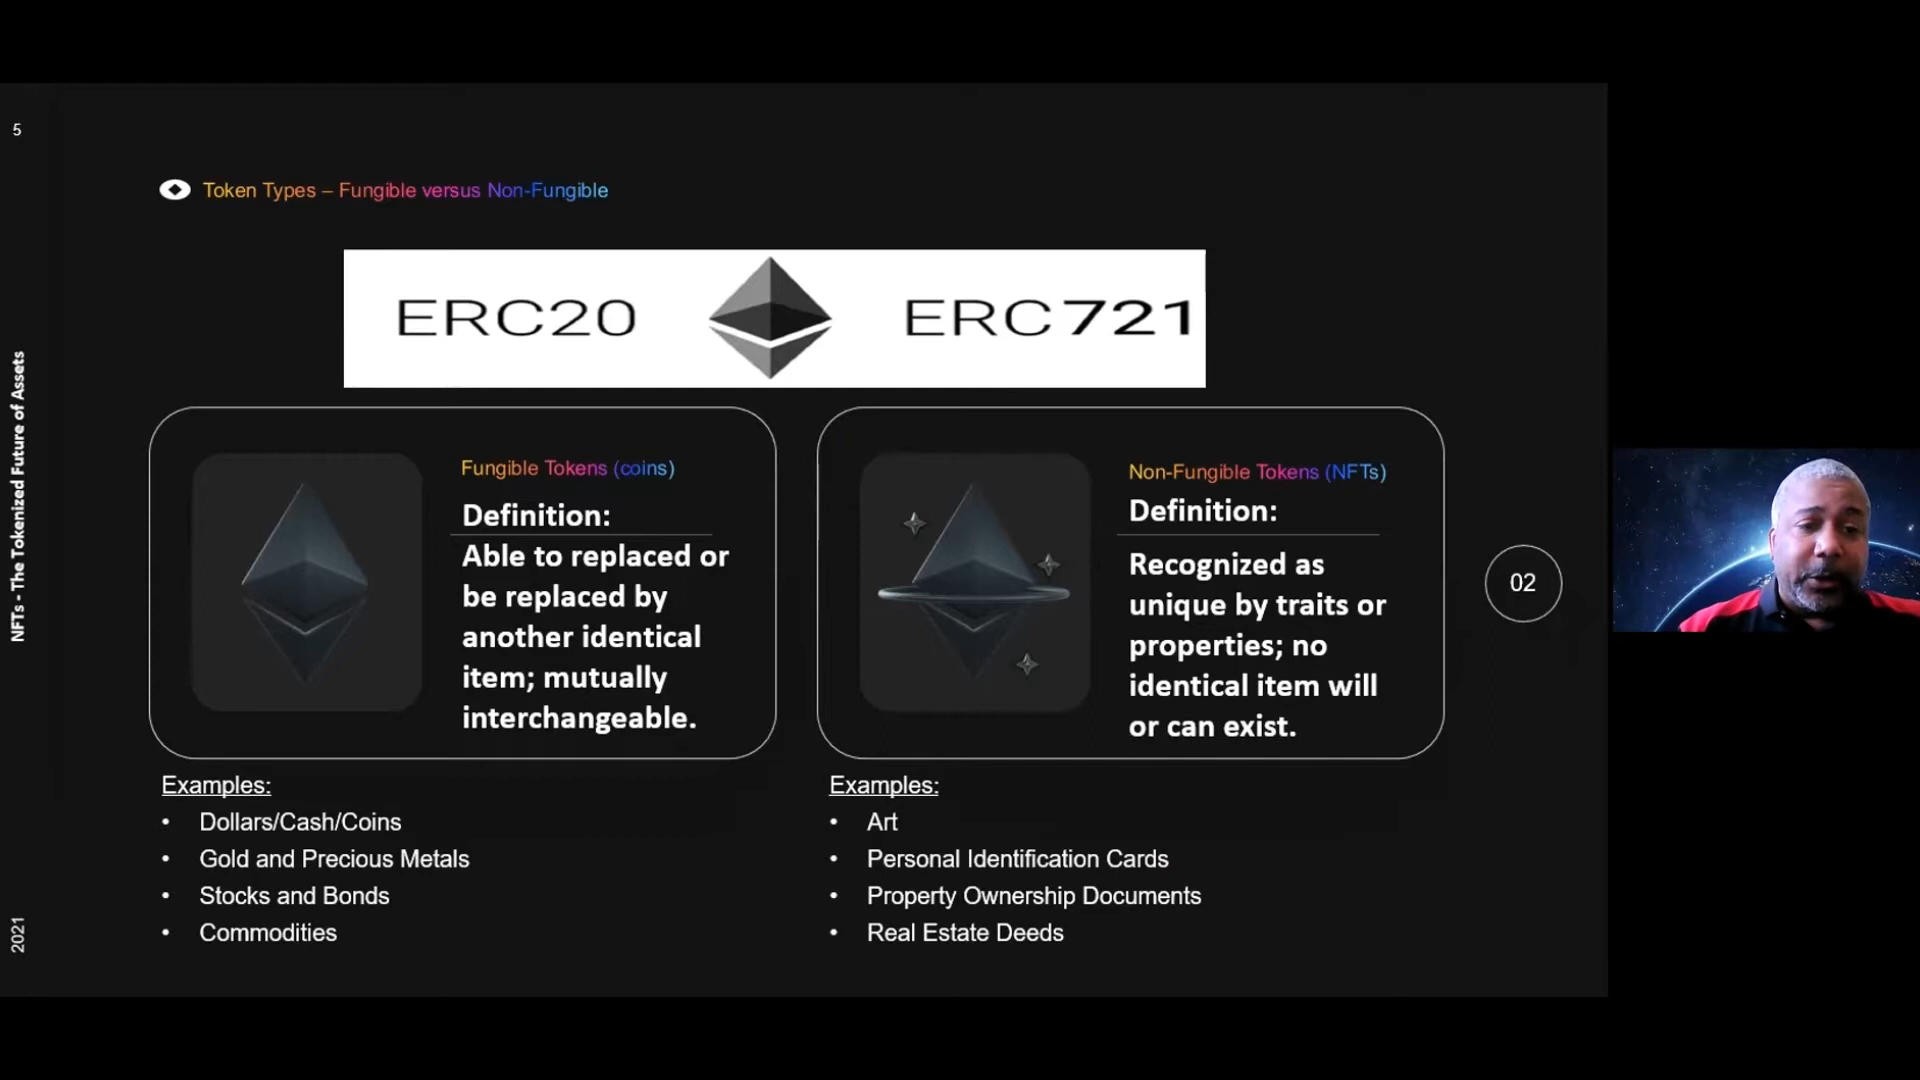 5
Token Types – Fungible versus Non-Fungible
ERC20
ERC721
Fungible Tokens (coins)
Definition:
Able to replaced or
be replaced by
another identical
item; mutually
interchangeable.
Non-Fungible Tokens (NFTs)
Definition:
Recognized as
unique by traits or
properties; no
identical item will
or can exist.
02
Examples:
• Dollars/Cash/Coins
• Gold and Precious Metals
• Stocks and Bonds
• Commodities
Examples:
• Art
• Personal Identification Cards
• Property Ownership Documents
• Real Estate Deeds
NFTs - The Tokenized Future of Assets
2021